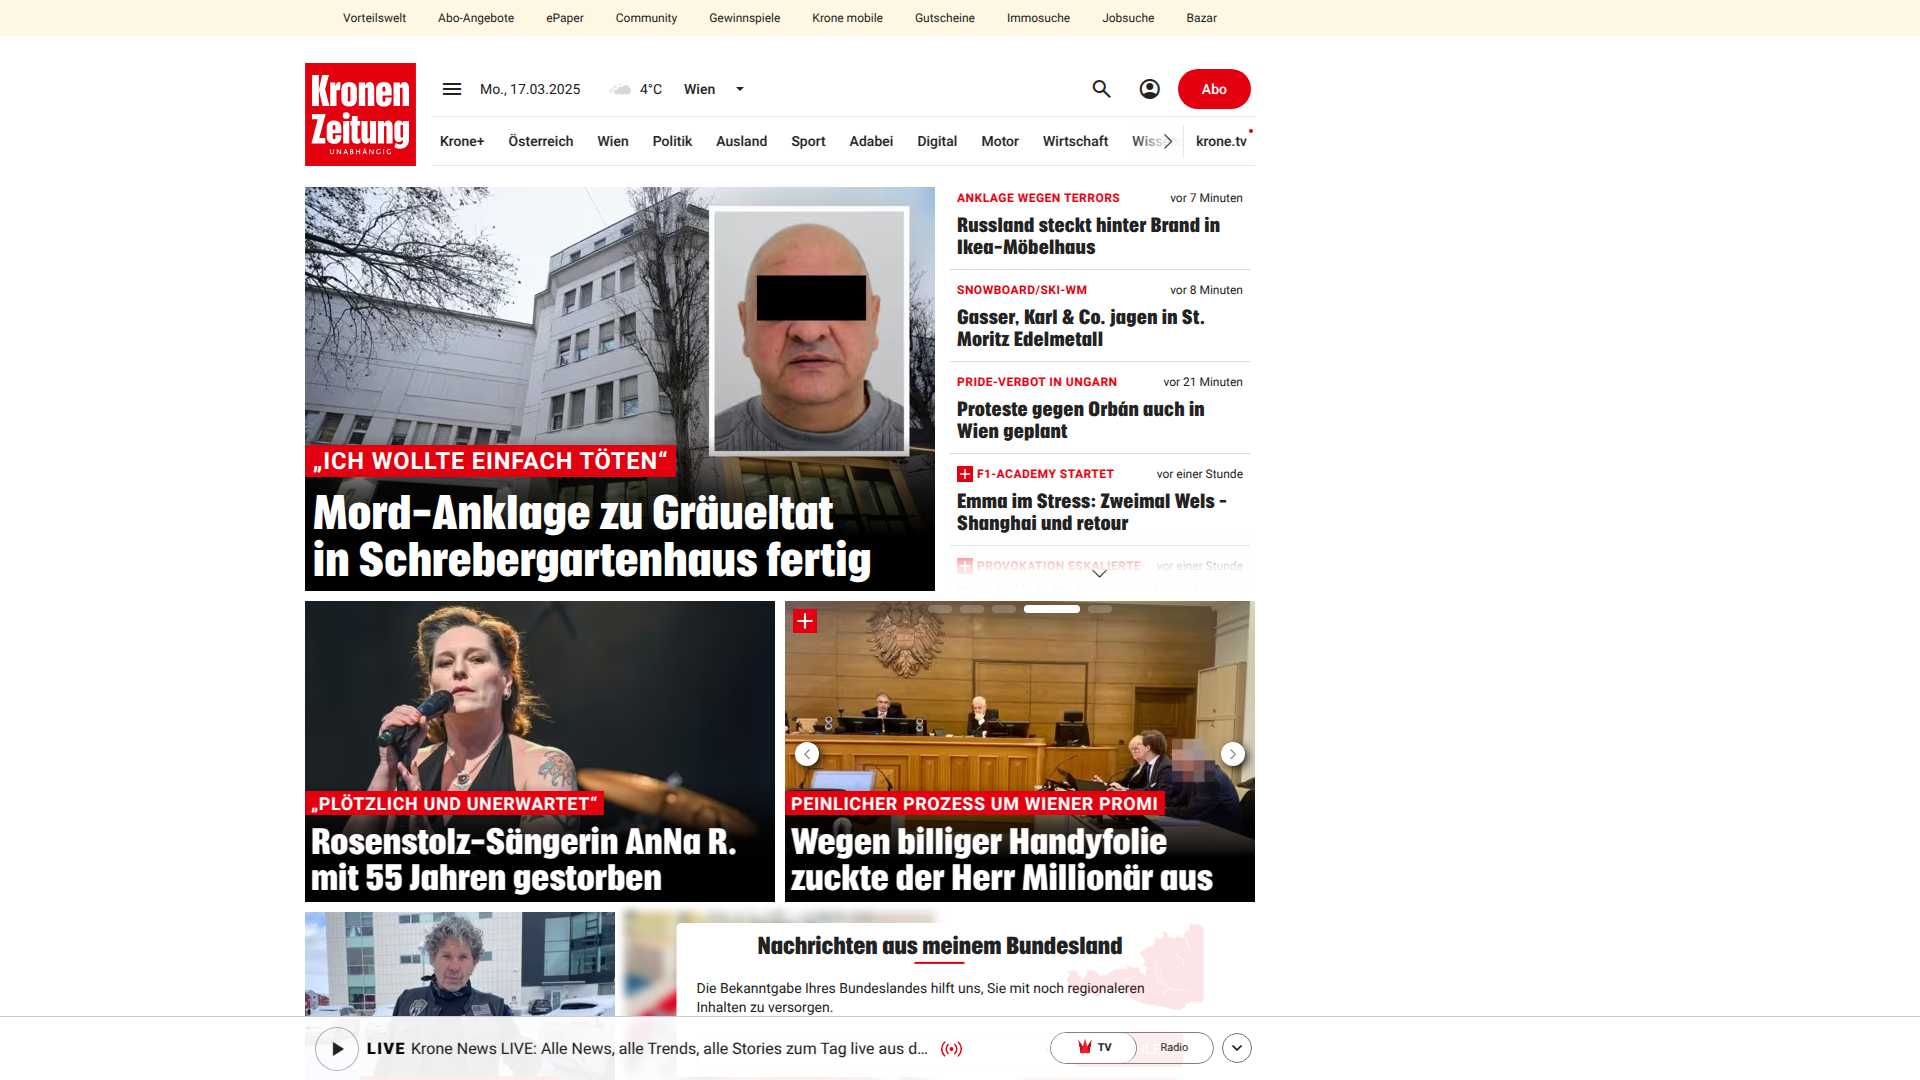 Vorteilswelt Abo-Angebote ePaper Community Gewinnspiele Krone mobile Gutscheine Immosuche Jobsuche Bazar
Kronen
Zeitung
UNABHÄNGIG
Mo., 17.03.2025 4°C Wien
Abo
Krone+ Österreich Wien Politik Ausland Sport Adabei Digital Motor Wirtschaft krone.tv
„ICH WOLLTE EINFACH TÖTEN“
Mord-Anklage zu Gräueltat
in Schrebergartenhaus fertig
ANKLAGE WEGEN TERRORS vor 7 Minuten
Russland steckt hinter Brand in
Ikea-Möbelhaus
SNOWBOARD/SKI-WM vor 8 Minuten
Gasser, Karl & Co. jagen in St.
Moritz Edelmetall
PRIDE-VERBOT IN UNGARN vor 21 Minuten
Proteste gegen Orbán auch in
Wien geplant
F1-ACADEMY STARTET vor einer Stunde
Emma im Stress: Zweimal Wels -
Shanghai und retour
PROVOKATION ESKALIERTE vor einer Stunde
„PLÖTZLICH UND UNERWARTET“
Rosenstolz-Sängerin AnNa R.
mit 55 Jahren gestorben
PEINLICHER PROZESS UM WIENER PROMI
Wegen billiger Handyfolie
zuckte der Herr Millionär aus
Nachrichten aus meinem Bundesland
Die Bekanntgabe Ihres Bundeslandes hilft uns, Sie mit noch regionaleren
Inhalten zu versorgen.
LIVE Krone News LIVE: Alle News, alle Trends, alle Stories zum Tag live aus d...
TV Radio